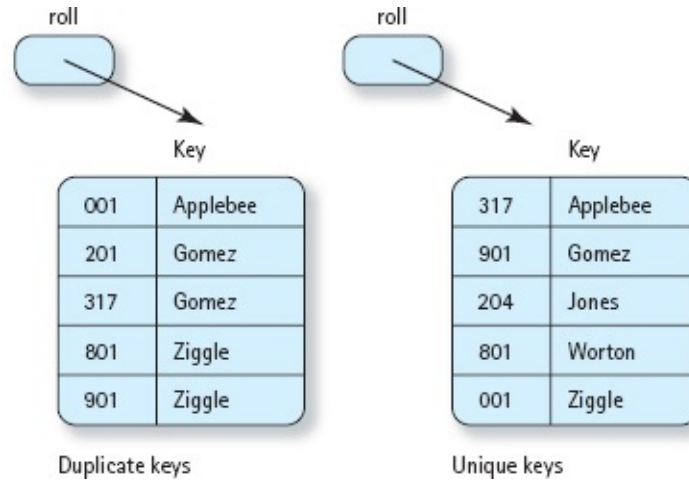 roll
Key
001 Applebee
201 Gomez
317 Gomez
801 Ziggle
901 Ziggle
Duplicate keys
roll
Key
317 Applebee
901 Gomez
204 Jones
801 Worton
001 Ziggle
Unique keys